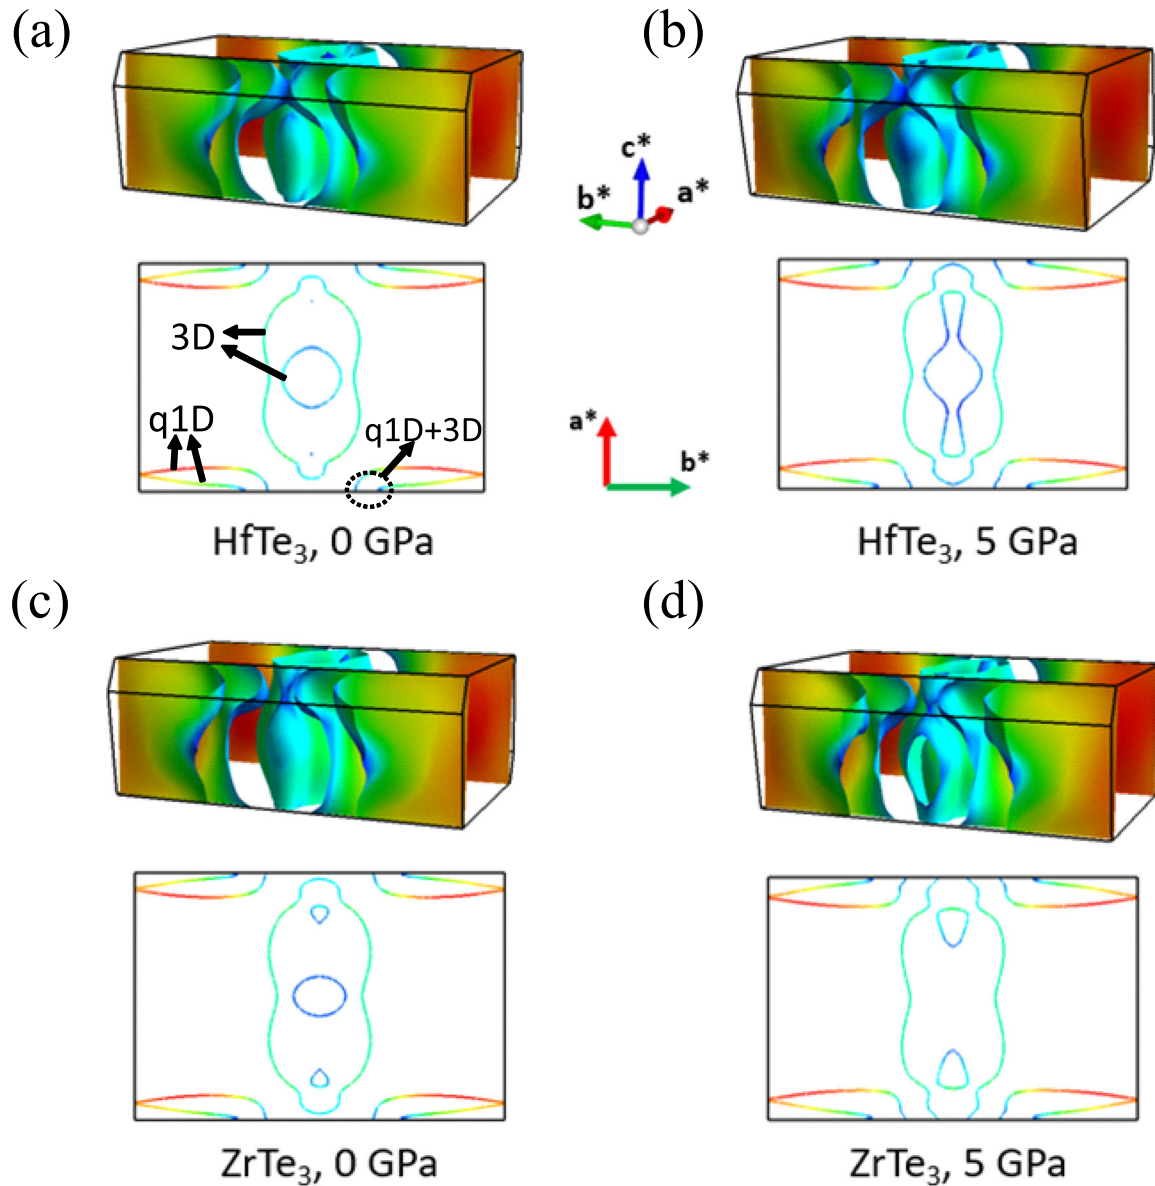 (a)
(b)
c*
b*
a*
3D
q1D
q1D+3D
a*
b*
HfTe₃, 0 GPa
HfTe₃, 5 GPa
(c)
(d)
ZrTe₃, 0 GPa
ZrTe₃, 5 GPa